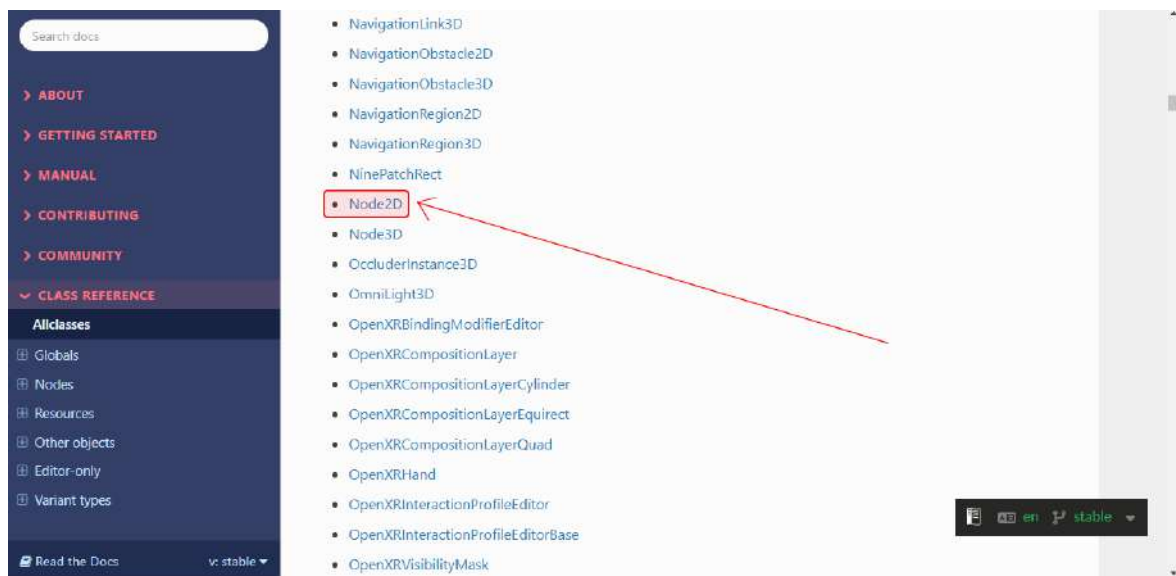 Search docs
ABOUT
GETTING STARTED
MANUAL
CONTRIBUTING
COMMUNITY
CLASS REFERENCE
Allclasses
Globals
Nodes
Resources
Other objects
Editor-only
Variant types
Read the Docs
v: stable
NavigationLink3D
NavigationObstacle2D
NavigationObstacle3D
NavigationRegion2D
NavigationRegion3D
NinePatchRect
Node2D
Node3D
OccluderInstance3D
OmniLight3D
OpenXRBindingModifierEditor
OpenXRCompositionLayer
OpenXRCompositionLayerCylinder
OpenXRCompositionLayerEquirect
OpenXRCompositionLayerQuad
OpenXRHand
OpenXRInteractionProfileEditor
OpenXRInteractionProfileEditorBase
OpenXRVisibilityMask
en stable